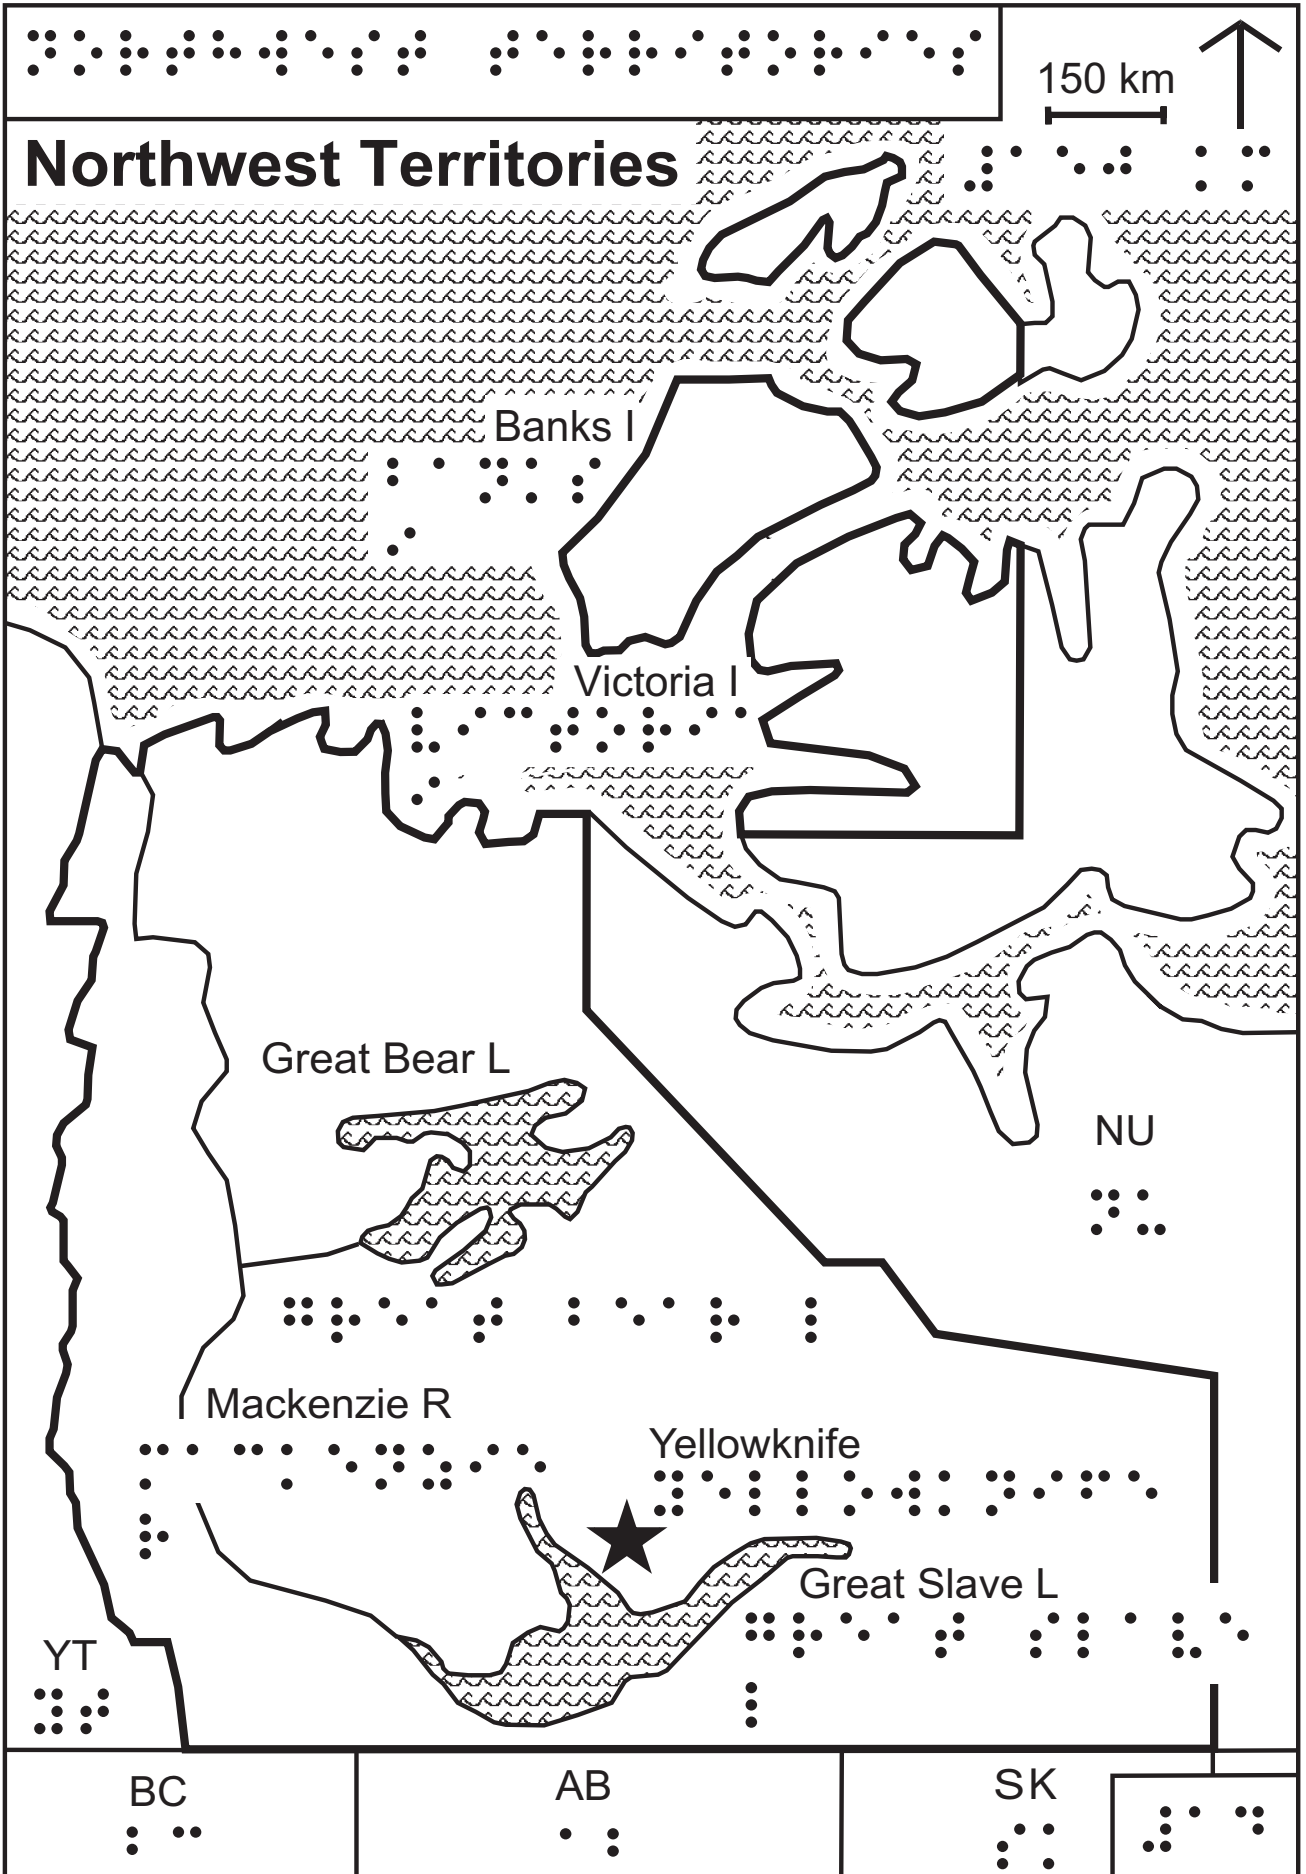 ⠝⠕⠗⠞⠓⠺⠑⠎⠞ ⠞⠑⠗⠗⠊⠞⠕⠗⠊⠑⠎
150 km
Northwest Territories
⠼⠁⠑⠚ ⠅⠍
Banks I
⠃⠁⠝⠅⠎
⠊
Victoria I
⠧⠊⠉⠞⠕⠗⠊⠁
⠊
Great Bear L
NU
⠝⠥
⠛⠗⠑⠁⠞ ⠃⠑⠁⠗ ⠇
Mackenzie R
⠍⠁⠉⠅⠑⠝⠵⠊⠑
⠗
Yellowknife
⠽⠑⠇⠇⠕⠺⠅⠝⠊⠋⠑
Great Slave L
⠛⠗⠑⠁⠞ ⠎⠇⠁⠧⠑
⠇
YT
⠽⠞
BC
⠃⠉
AB
⠁⠃
SK
⠎⠅
⠼⠁⠙